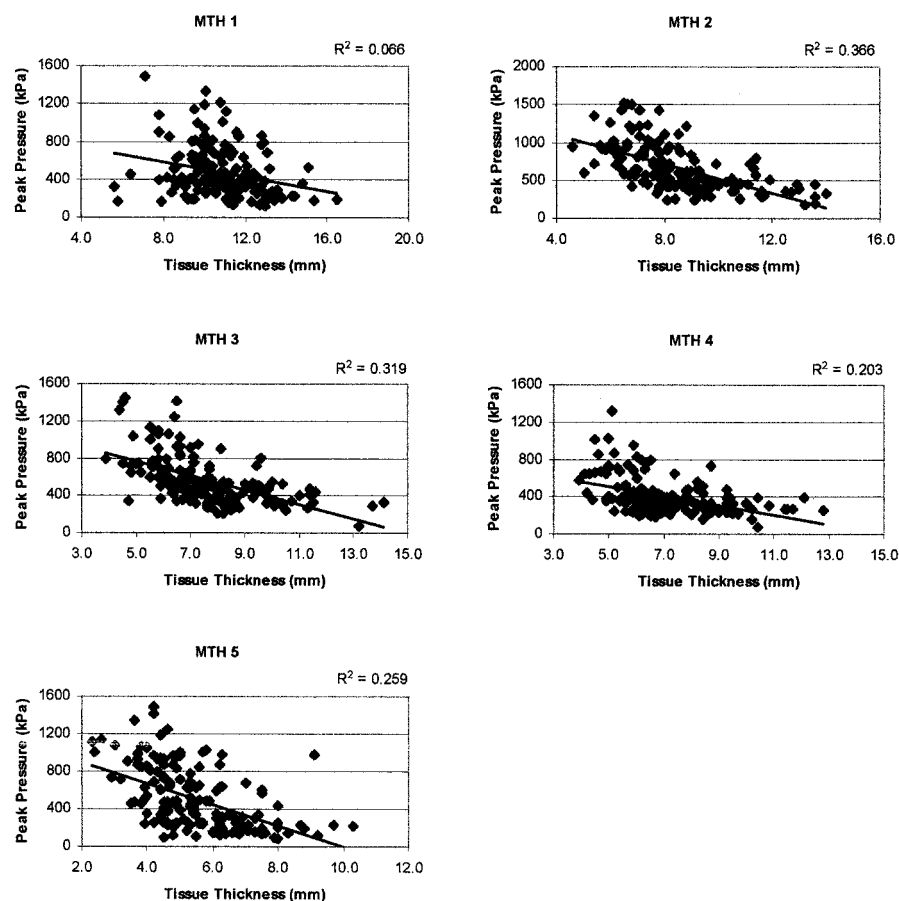 MTH 1
R² = 0.066
Peak Pressure (kPa)
1600
1200
800
400
0
4.0 8.0 12.0 16.0 20.0
Tissue Thickness (mm)
MTH 2
R² = 0.366
Peak Pressure (kPa)
2000
1500
1000
500
0
4.0 8.0 12.0 16.0
Tissue Thickness (mm)
MTH 3
R² = 0.319
Peak Pressure (kPa)
1600
1200
800
400
0
3.0 5.0 7.0 9.0 11.0 13.0 15.0
Tissue Thickness (mm)
MTH 4
R² = 0.203
Peak Pressure (kPa)
1600
1200
800
400
0
3.0 5.0 7.0 9.0 11.0 13.0 15.0
Tissue Thickness (mm)
MTH 5
R² = 0.259
Peak Pressure (kPa)
1600
1200
800
400
0
2.0 4.0 6.0 8.0 10.0 12.0
Tissue Thickness (mm)